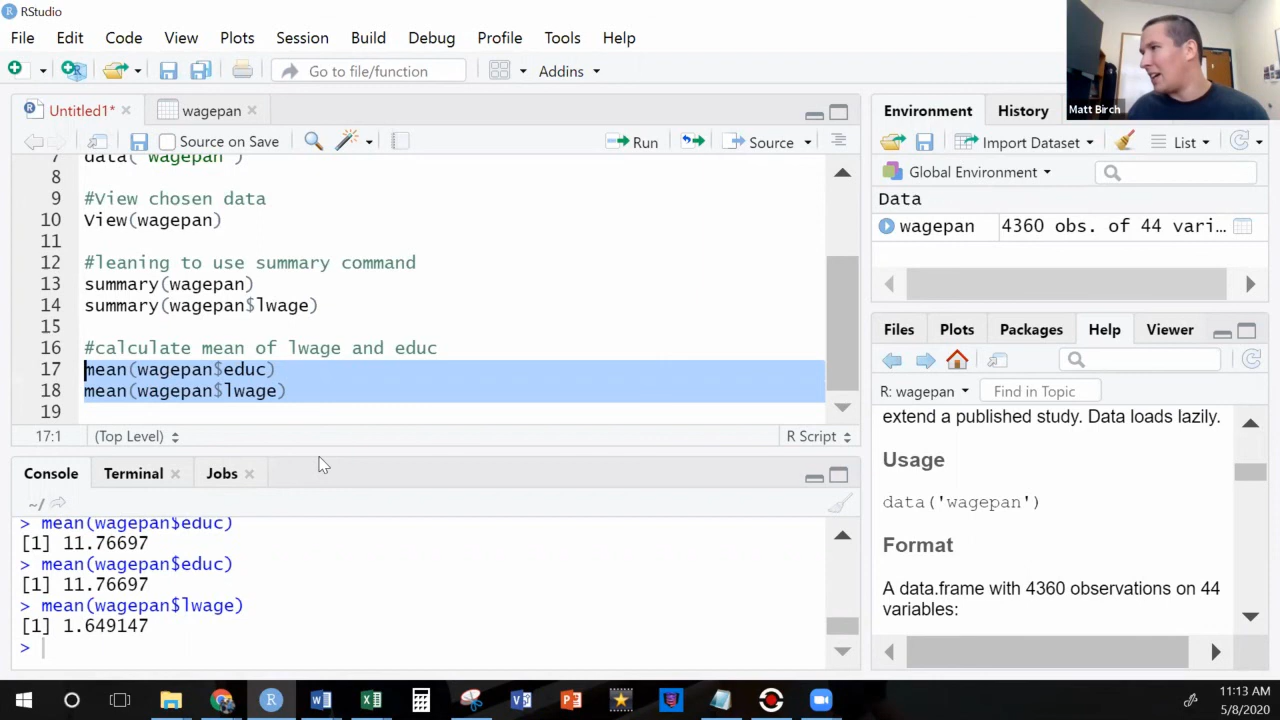 RStudio
File Edit Code View Plots Session Build Debug Profile Tools Help
Go to file/function Addins
Matt Birch
Untitled1* wagepan
Source on Save Run Source
7 data("wagepan")
8
9 #View chosen data
10 View(wagepan)
11
12 #leaning to use summary command
13 summary(wagepan)
14 summary(wagepan$lwage)
15
16 #calculate mean of lwage and educ
17 mean(wagepan$educ)
18 mean(wagepan$lwage)
19
17:1 (Top Level) R Script
Console Terminal Jobs
~/
> mean(wagepan$educ)
[1] 11.76697
> mean(wagepan$educ)
[1] 11.76697
> mean(wagepan$lwage)
[1] 1.649147
>
Environment History
Import Dataset List
Global Environment
Data
wagepan 4360 obs. of 44 vari…
Files Plots Packages Help Viewer
R: wagepan Find in Topic
extend a published study. Data loads lazily.
Usage
data('wagepan')
Format
A data.frame with 4360 observations on 44
variables:
11:13 AM
5/8/2020